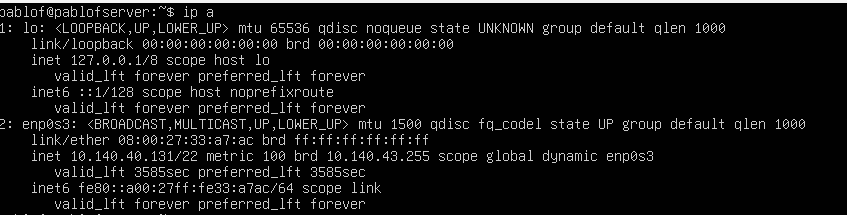 pablof@pablofserver:~$ ip a
1: lo: <LOOPBACK,UP,LOWER_UP> mtu 65536 qdisc noqueue state UNKNOWN group default qlen 1000
    link/loopback 00:00:00:00:00:00 brd 00:00:00:00:00:00
    inet 127.0.0.1/8 scope host lo
       valid_lft forever preferred_lft forever
    inet6 ::1/128 scope host noprefixroute
       valid_lft forever preferred_lft forever
2: enp0s3: <BROADCAST,MULTICAST,UP,LOWER_UP> mtu 1500 qdisc fq_codel state UP group default qlen 1000
    link/ether 08:00:27:33:a7:ac brd ff:ff:ff:ff:ff:ff
    inet 10.140.40.131/22 metric 100 brd 10.140.43.255 scope global dynamic enp0s3
       valid_lft 3585sec preferred_lft 3585sec
    inet6 fe80::a00:27ff:fe33:a7ac/64 scope link
       valid_lft forever preferred_lft forever